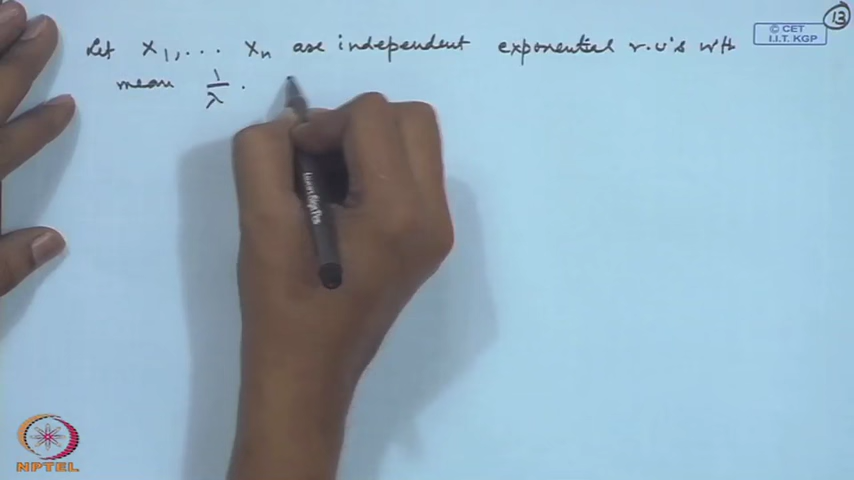 Let X1, ... Xn are independent exponential r.v's with
mean 1/λ.
13
© CET
I.I.T. KGP
NPTEL